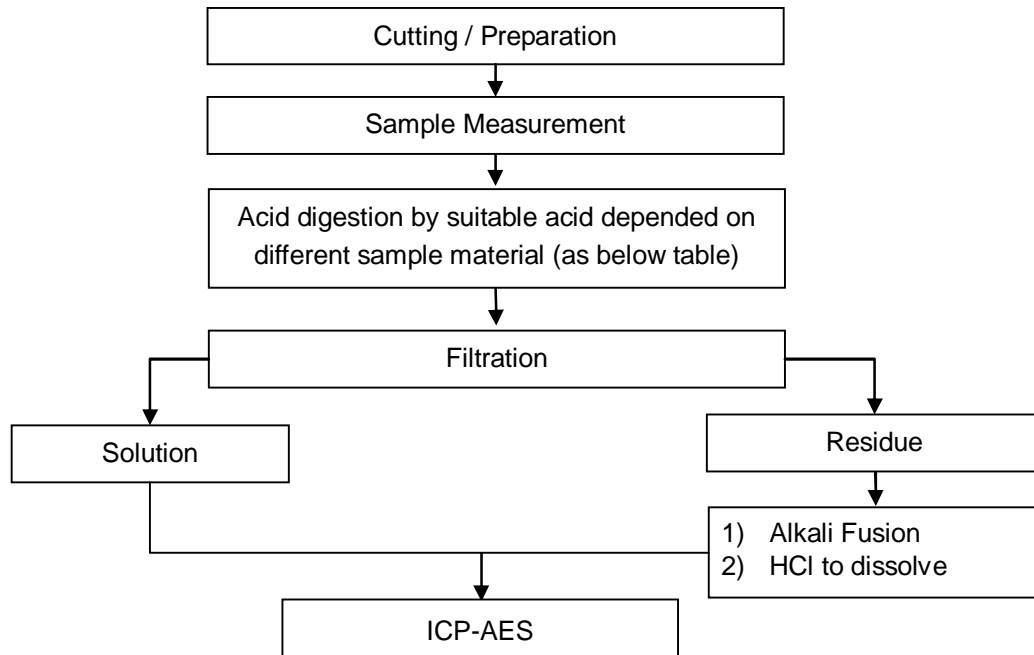 Cutting / Preparation
Sample Measurement
Acid digestion by suitable acid depended on
different sample material (as below table)
Filtration
Solution
Residue
1) Alkali Fusion
2) HCl to dissolve
ICP-AES